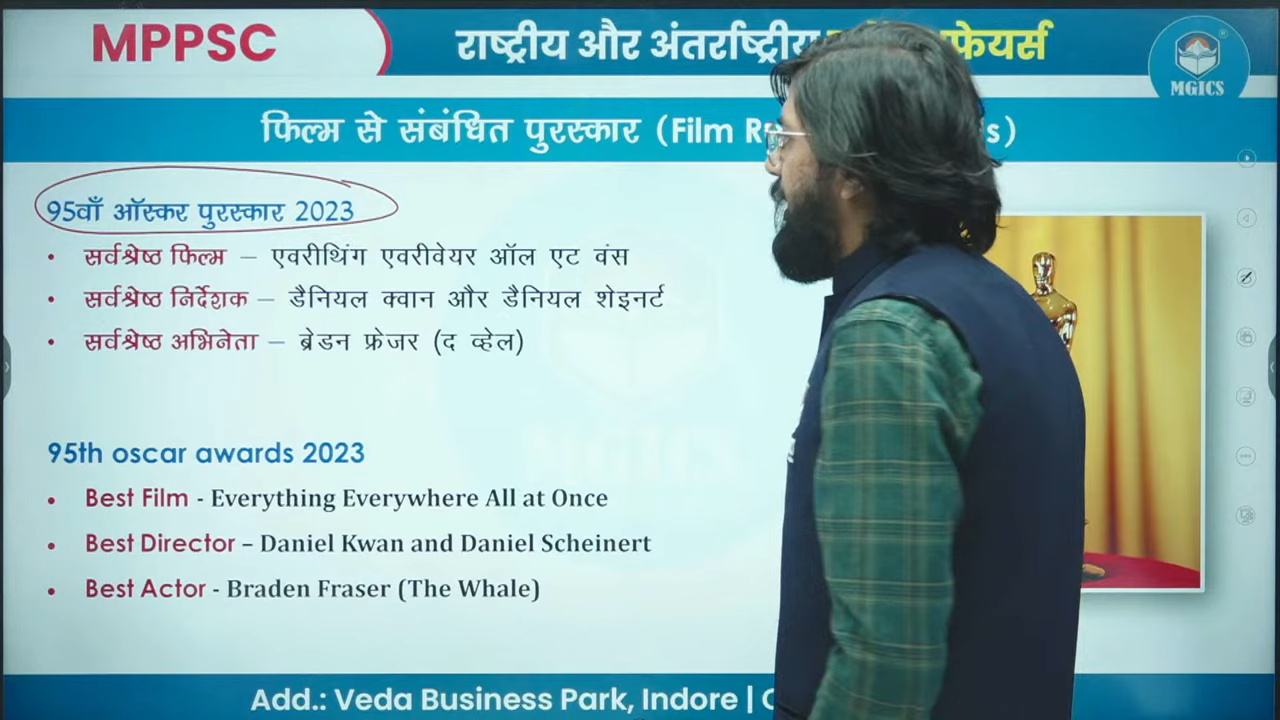 MPPSC
राष्ट्रीय और अंतर्राष्ट्रीय
MGICS
फिल्म से संबंधित पुरस्कार (Film
95वाँ ऑस्कर पुरस्कार 2023
• सर्वश्रेष्ठ फिल्म – एवरीथिंग एवरीवेयर ऑल एट वंस
• सर्वश्रेष्ठ निर्देशक – डैनियल क्वान और डैनियल शेइनर्ट
• सर्वश्रेष्ठ अभिनेता – ब्रेडन फ्रेजर (द व्हेल)
95th oscar awards 2023
• Best Film - Everything Everywhere All at Once
• Best Director – Daniel Kwan and Daniel Scheinert
• Best Actor - Braden Fraser (The Whale)
Add.: Veda Business Park, Indore |